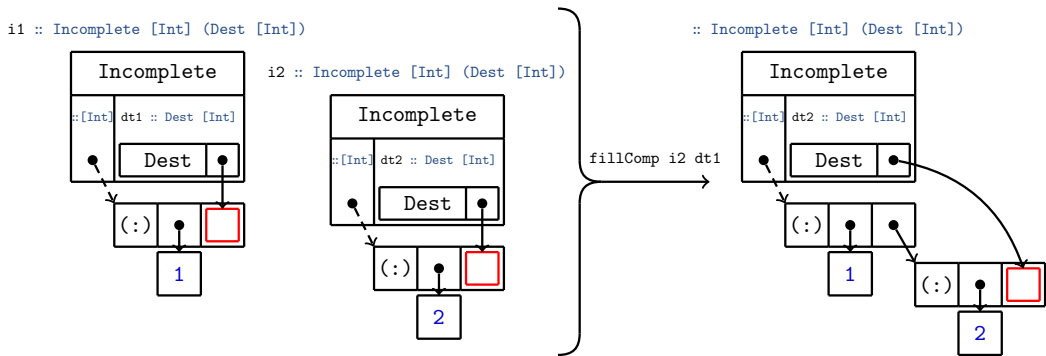 i1 :: Incomplete [Int] (Dest [Int])
Incomplete
::[Int] dt1 :: Dest [Int]
Dest
(:)
1
i2 :: Incomplete [Int] (Dest [Int])
Incomplete
::[Int] dt2 :: Dest [Int]
Dest
(:)
2
fillComp i2 dt1
:: Incomplete [Int] (Dest [Int])
Incomplete
::[Int] dt2 :: Dest [Int]
Dest
(:)
1
(:)
2